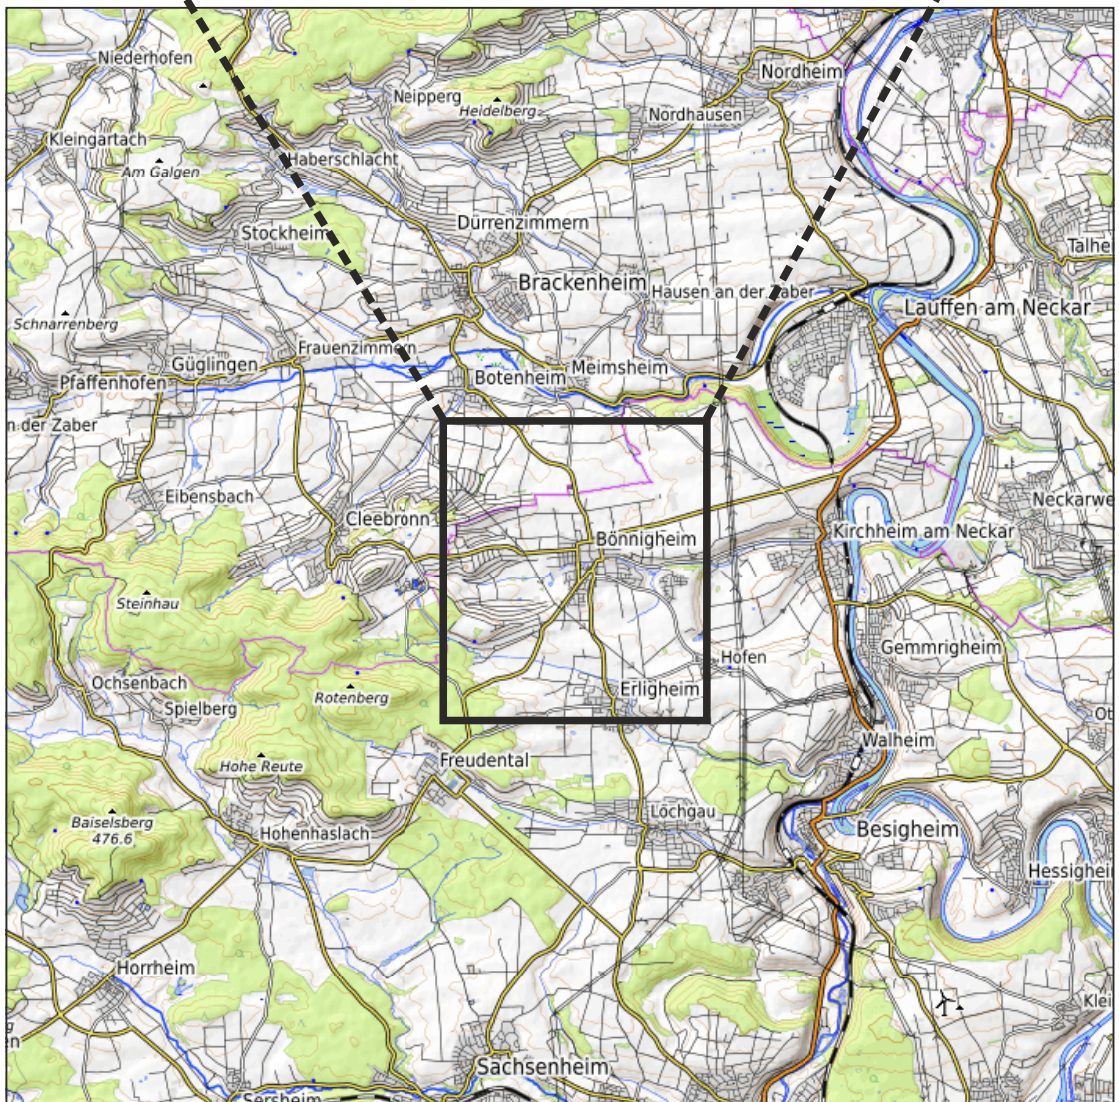 Niederhofen
Nordheim
Neipperg
Heidelberg
Nordhausen
Kleingartach
Haberschlacht
Am Galgen
Dürrenzimmern
Stockheim
Talhe
Brackenheim
Hausen an der Zaber
Lauffen am Neckar
Schnarrenberg
Frauenzimmern
Güglingen
Meimsheim
Pfaffenhofen
Botenheim
n der Zaber
Eibensbach
Neckarwe
Cleebronn
Kirchheim am Neckar
Bönnigheim
Steinhau
Gemmrigheim
Hofen
Ochsenbach
Erligheim
Rotenberg
Spielberg
Walheim
Freudental
Hohe Reute
Löchgau
Baiselsberg
476.6
Besigheim
Hohenhaslach
Hessighei
Horrheim
Klei
en
Sachsenheim
Sersheim